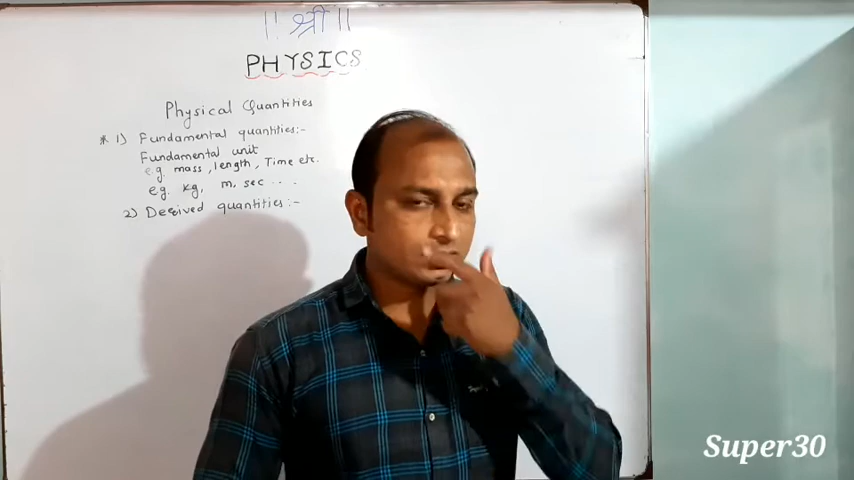 || श्री ||
PHYSICS
Physical Quantities
* 1) Fundamental quantities:-
Fundamental unit
e.g mass, length, Time etc.
eg. kg, m, sec ....
2) Derived quantities:-
Super30